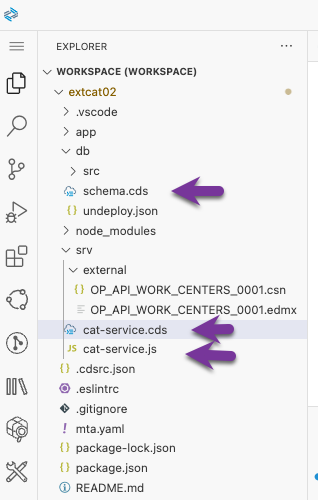 EXPLORER
WORKSPACE (WORKSPACE)
extcat02
.vscode
app
db
src
schema.cds
undeploy.json
node_modules
srv
external
OP_API_WORK_CENTERS_0001.csn
OP_API_WORK_CENTERS_0001.edmx
cat-service.cds
JS cat-service.js
.cdsrc.json
.eslintrc
.gitignore
mta.yaml
package-lock.json
package.json
README.md